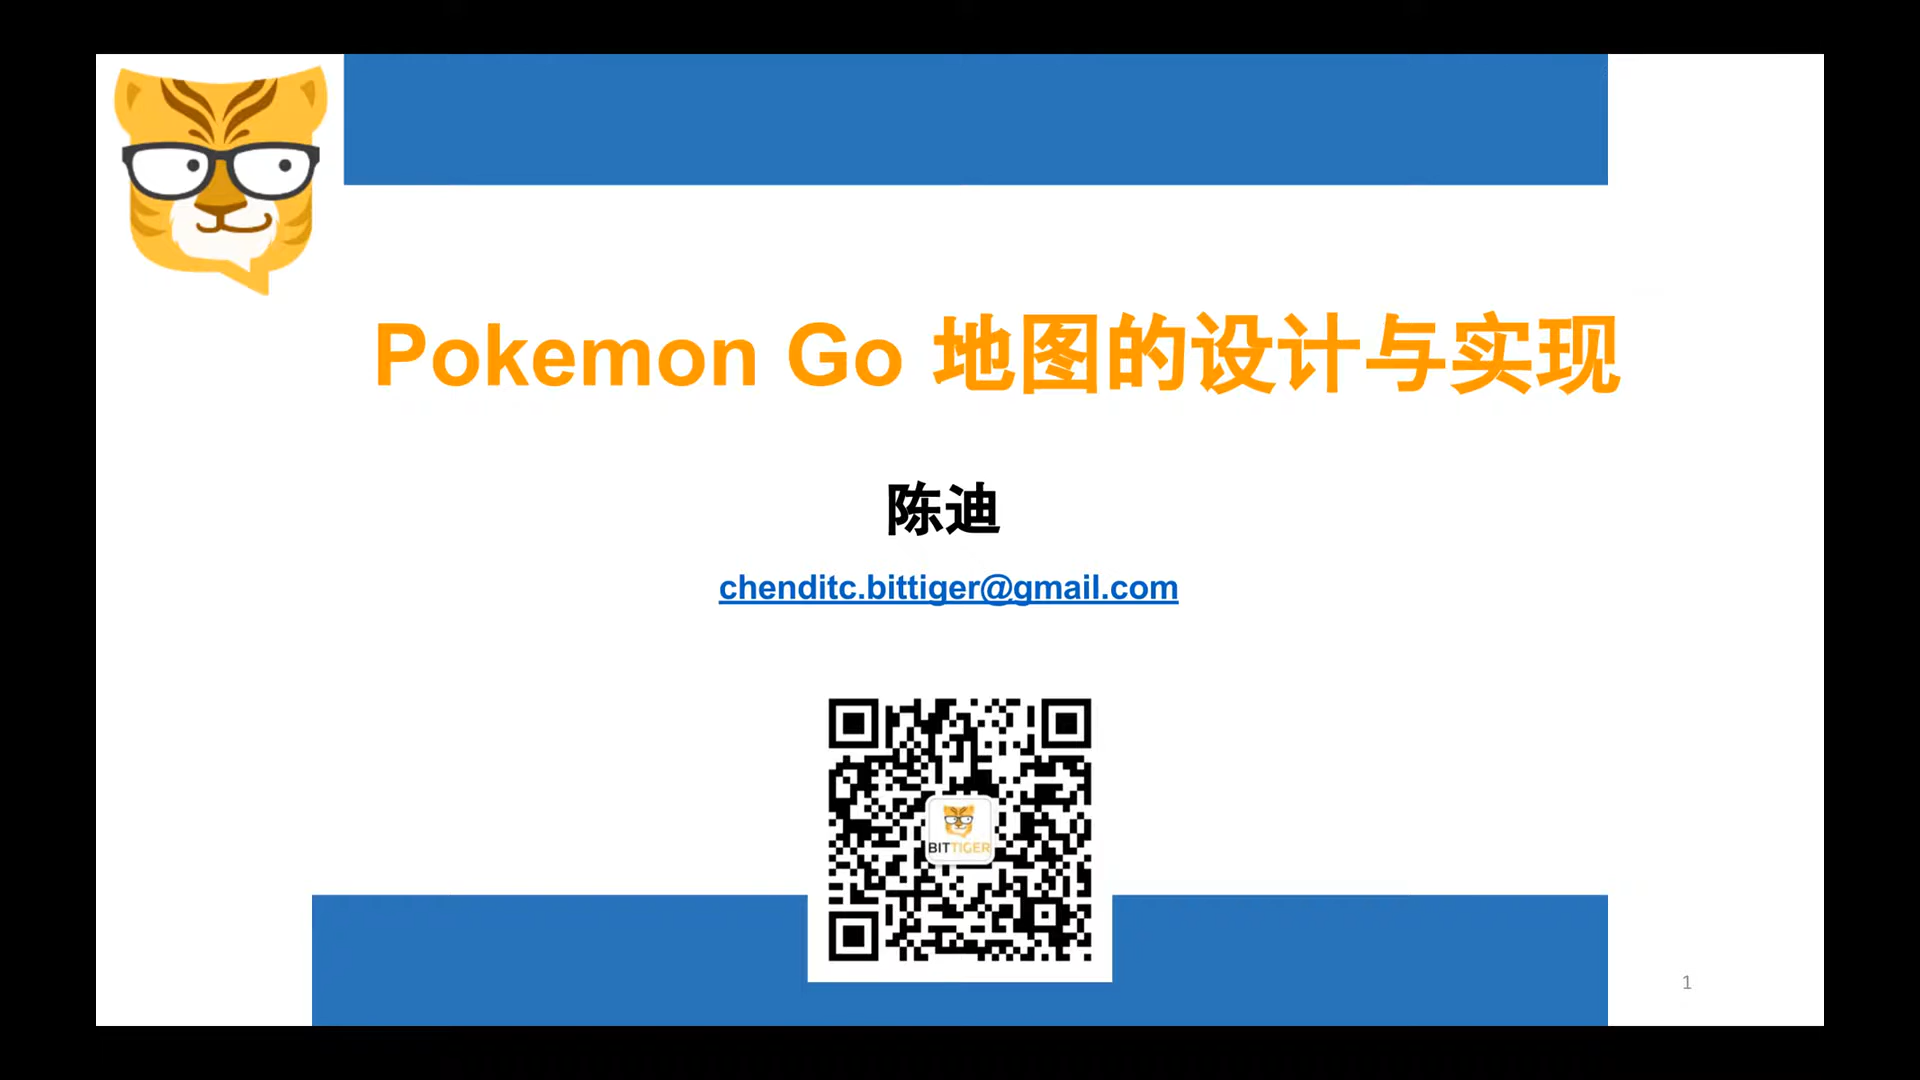 Pokemon Go 地图的设计与实现
陈迪
chenditc.bittiger@gmail.com
BITTIGER
1